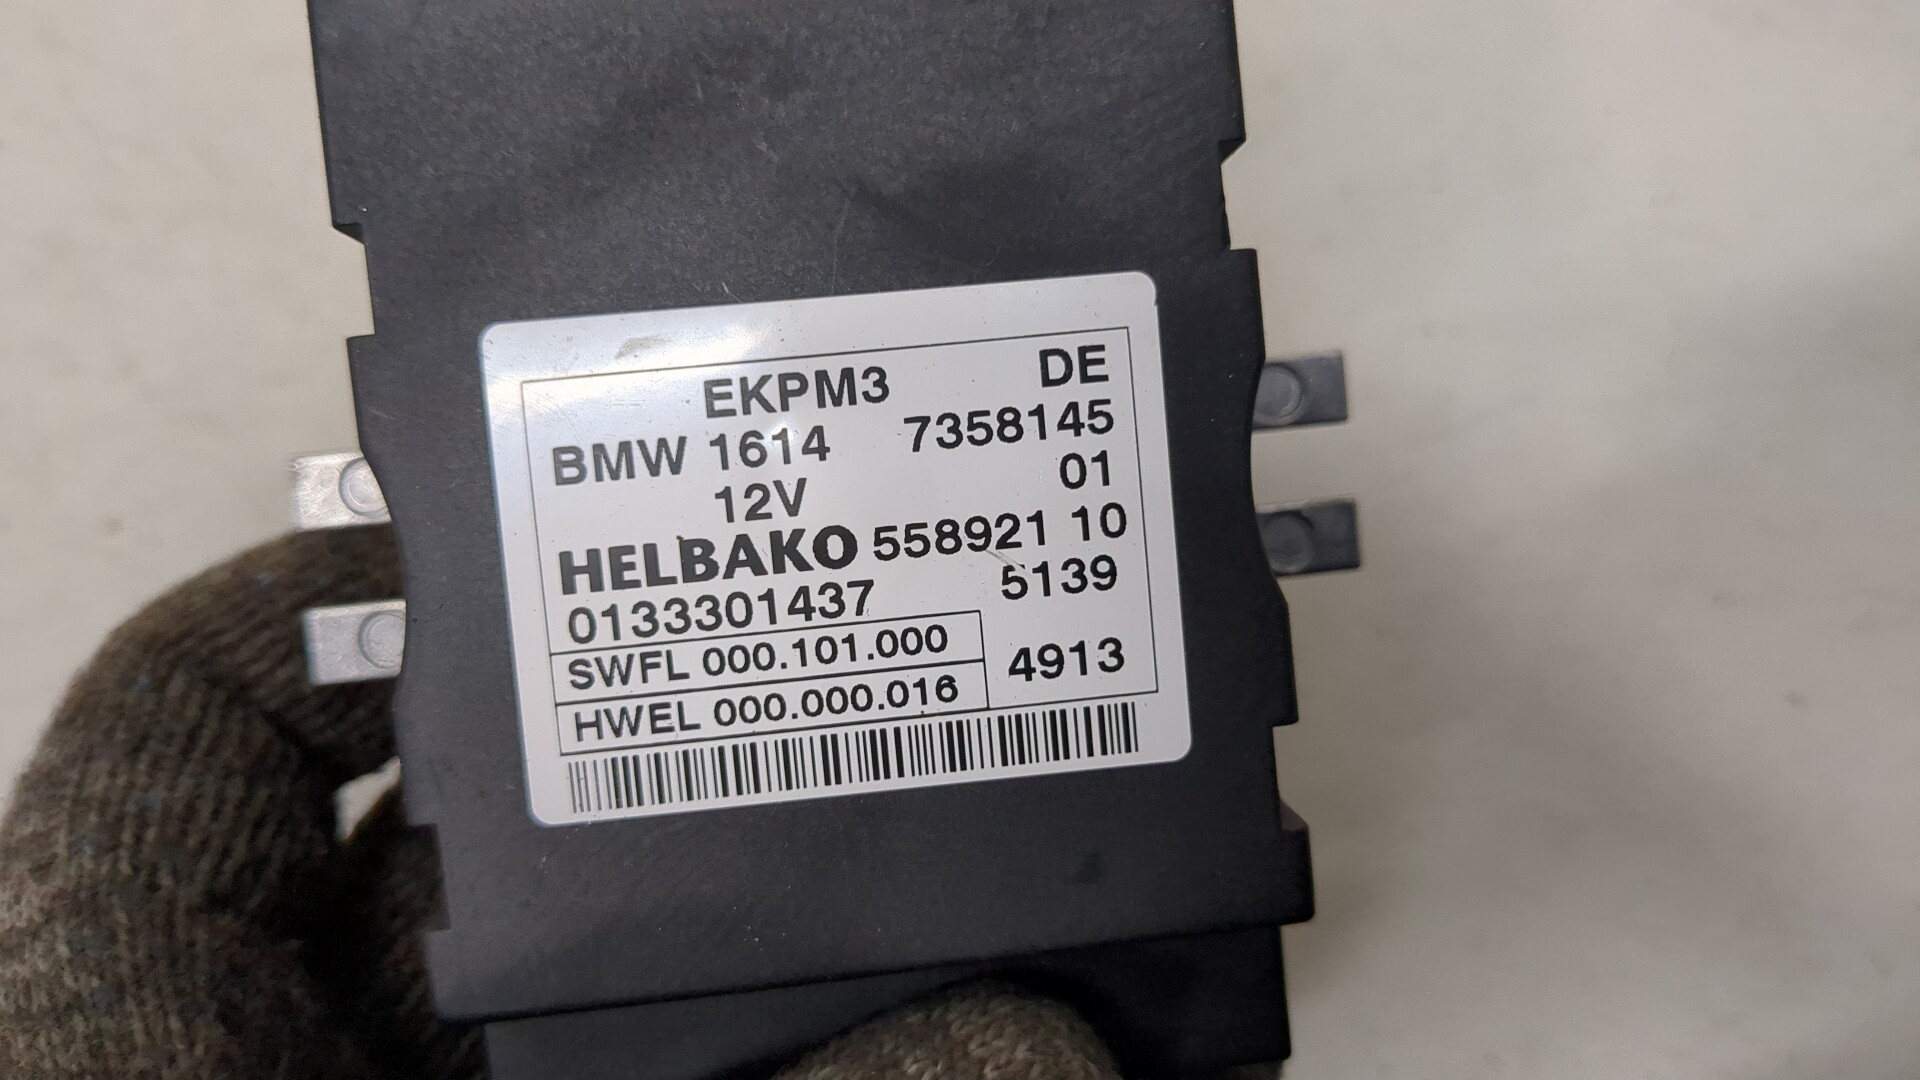 EKPM3 DE
BMW 1614 7358145
12V 01
HELBAKO 558921 10
0133301437 5139
SWFL 000.101.000
HWEL 000.000.016 4913